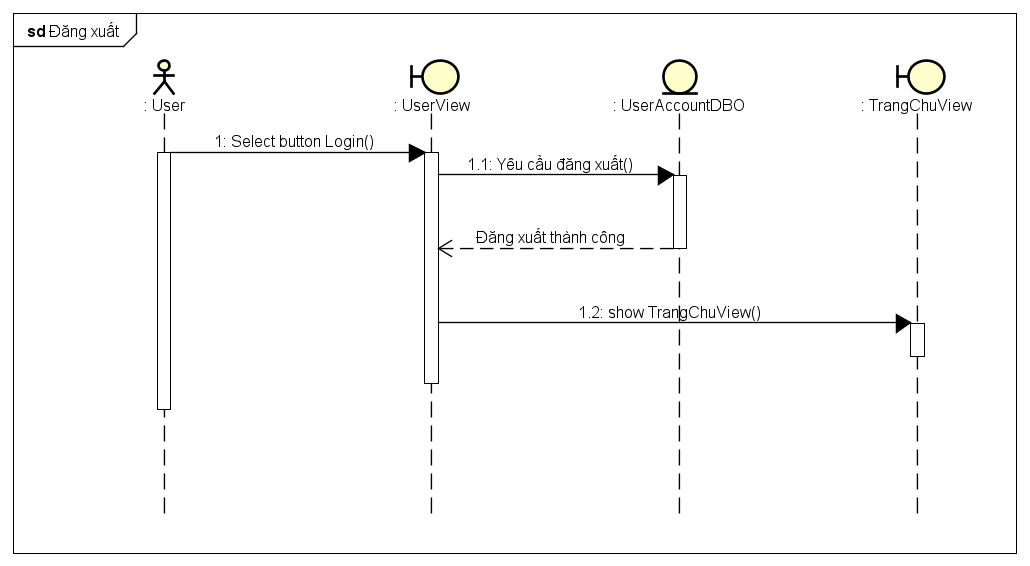 sd Đăng xuất
: User
: UserView
: UserAccountDBO
: TrangChuView
1: Select button Login()
1.1: Yêu cầu đăng xuất()
Đăng xuất thành công
1.2: show TrangChuView()